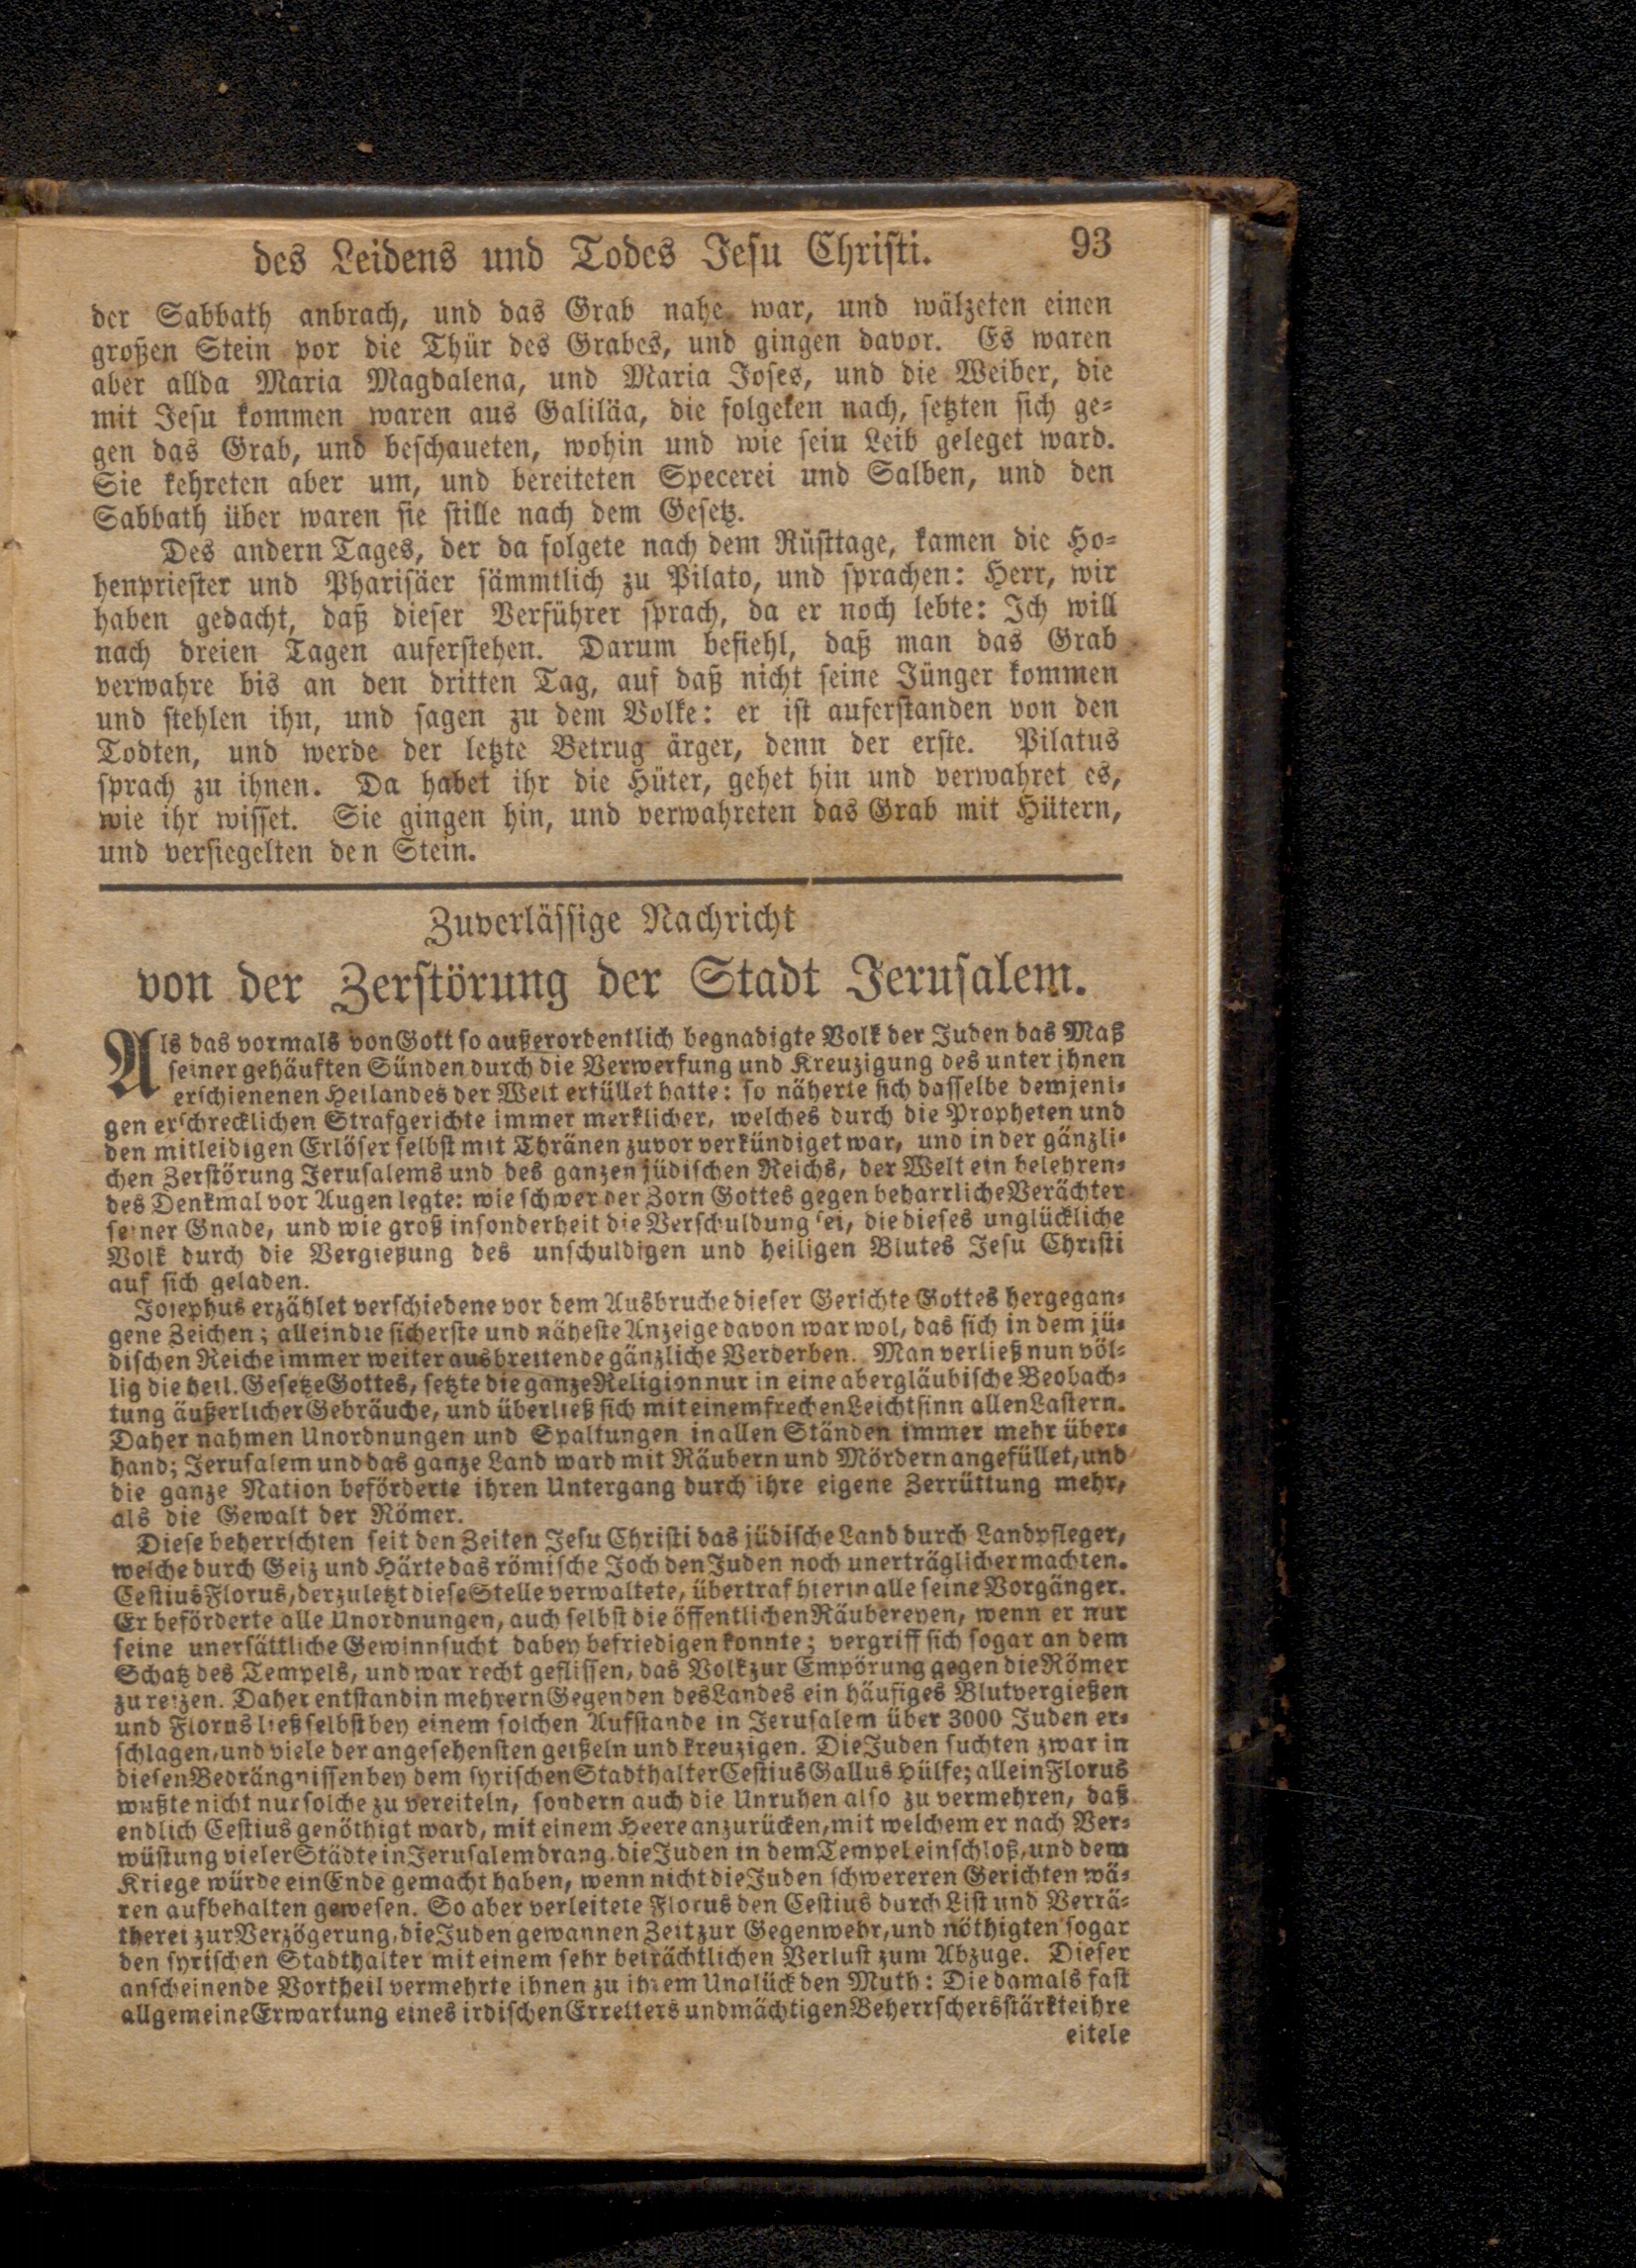 des Leidens und Todes Jesu Christi. 93
der Sabbath anbrach, und das Grab nahe war, und wälzeten einen
großen Stein vor die Thür des Grabes, und gingen davor. Es waren
aber allda Maria Magdalena, und Maria Joses, und die Weiber, die
mit Jesu kommen waren aus Galiläa, die folgeten nach, setzten sich ge-
gen das Grab, und beschaueten, wohin und wie sein Leib geleget ward.
Sie kehreten aber um, und bereiteten Specerei und Salben, und den
Sabbath über waren sie stille nach dem Gesetz.
Des andern Tages, der da folgete nach dem Rüsttage, kamen die Ho-
henpriester und Pharisäer sämmtlich zu Pilato, und sprachen: Herr, wir
haben gedacht, daß dieser Verführer sprach, da er noch lebte: Ich will
nach dreien Tagen auferstehen. Darum befiehl, daß man das Grab
verwahre bis an den dritten Tag, auf daß nicht seine Jünger kommen
und stehlen ihn, und sagen zu dem Volke: er ist auferstanden von den
Todten, und werde der letzte Betrug ärger, denn der erste. Pilatus
sprach zu ihnen. Da habet ihr die Hüter, gehet hin und verwahret es,
wie ihr wisset. Sie gingen hin, und verwahreten das Grab mit Hütern,
und versiegelten den Stein.
Zuverlässige Nachricht
von der Zerstörung der Stadt Jerusalem.
Als das vormals von Gott so außerordentlich begnadigte Volk der Juden das Maß
seiner gehäuften Sünden durch die Verwerfung und Kreuzigung des unter ihnen
erschienenen Heilandes der Welt erfüllet hatte: so näherte sich dasselbe demjeni-
gen erschrecklichen Strafgerichte immer merklicher, welches durch die Propheten und
den mitleidigen Erlöser selbst mit Thränen zuvor verkündiget war, und in der gänzli-
chen Zerstörung Jerusalems und des ganzen jüdischen Reichs, der Welt ein belehren-
des Denkmal vor Augen legte: wie schwer der Zorn Gottes gegen beharrliche Verächter
seiner Gnade, und wie groß insonderheit die Verschuldung sei, die dieses unglückliche
Volk durch die Vergießung des unschuldigen und heiligen Blutes Jesu Christi
auf sich geladen.
Josephus erzählet verschiedene vor dem Ausbruche dieser Gerichte Gottes hergegan-
gene Zeichen; allein die sicherste und näheste Anzeige davon war wol, das sich in dem jü-
dischen Reiche immer weiter ausbreitende gänzliche Verderben. Man verließ nun völ-
lig die heil. Gesetze Gottes, setzte die ganze Religion nur in eine abergläubische Beobach-
tung äußerlicher Gebräuche, und überließ sich mit einem frechen Leichtsinn allen Lastern.
Daher nahmen Unordnungen und Spaltungen in allen Ständen immer mehr über-
hand; Jerusalem und das ganze Land ward mit Räubern und Mördern angefüllet, und
die ganze Nation beförderte ihren Untergang durch ihre eigene Zerrüttung mehr,
als die Gewalt der Römer.
Diese beherrschten seit den Zeiten Jesu Christi das jüdische Land durch Landpfleger,
welche durch Geiz und Härte das römische Joch den Juden noch unerträglicher machten.
Cestius Florus, der zuletzt diese Stelle verwaltete, übertraf hierin alle seine Vorgänger.
Er beförderte alle Unordnungen, auch selbst die öffentlichen Räubereyen, wenn er nur
seine unersättliche Gewinnsucht dabey befriedigen konnte; vergriff sich sogar an dem
Schatz des Tempels, und war recht geflissen, das Volk zur Empörung gegen die Römer
zu reizen. Daher entstand in mehrern Gegenden des Landes ein häufiges Blutvergießen
und Florus ließ selbst bey einem solchen Aufstande in Jerusalem über 3000 Juden er-
schlagen, und viele der angesehensten geißeln und kreuzigen. Die Juden suchten zwar in
diesen Bedrängnissen bey dem syrischen Stadthalter Cestius Gallus Hülfe; allein Florus
wußte nicht nur solche zu vereiteln, sondern auch die Unruhen also zu vermehren, daß
endlich Cestius genöthigt ward, mit einem Heere anzurücken, mit welchem er nach Ver-
wüstung vieler Städte in Jerusalem drang, die Juden in dem Tempel einschloß, und dem
Kriege würde ein Ende gemacht haben, wenn nicht die Juden schwereren Gerichten wä-
ren aufbehalten gewesen. So aber verleitete Florus den Cestius durch List und Verrä-
therei zur Verzögerung, die Juden gewannen Zeit zur Gegenwehr, und nöthigten sogar
den syrischen Stadthalter mit einem sehr beträchtlichen Verlust zum Abzuge. Dieser
anscheinende Vortheil vermehrte ihnen zu ihrem Unglück den Muth: Die damals fast
allgemeine Erwartung eines irdischen Erretters und mächtigen Beherrschers stärkte ihre
eitele